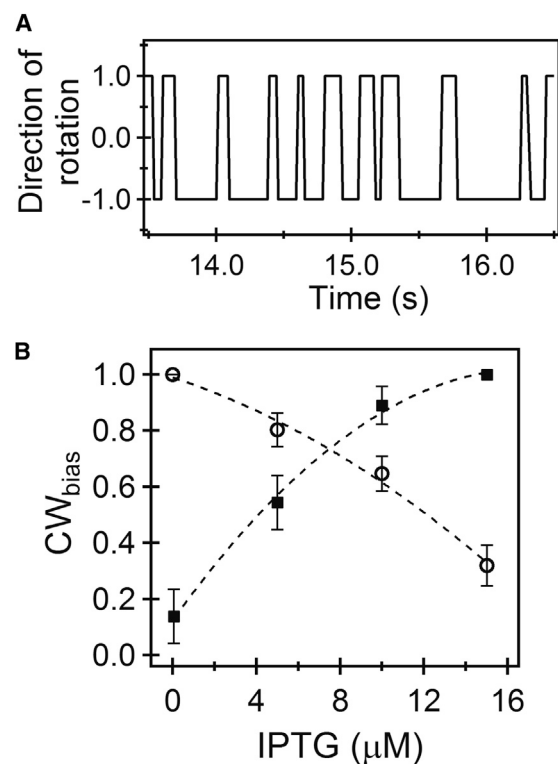 A
Direction of
rotation
1.0
0.0
-1.0
14.0 15.0 16.0
Time (s)
B
CWbias
1.0
0.8
0.6
0.4
0.2
0.0
0 4 8 12 16
IPTG (μM)